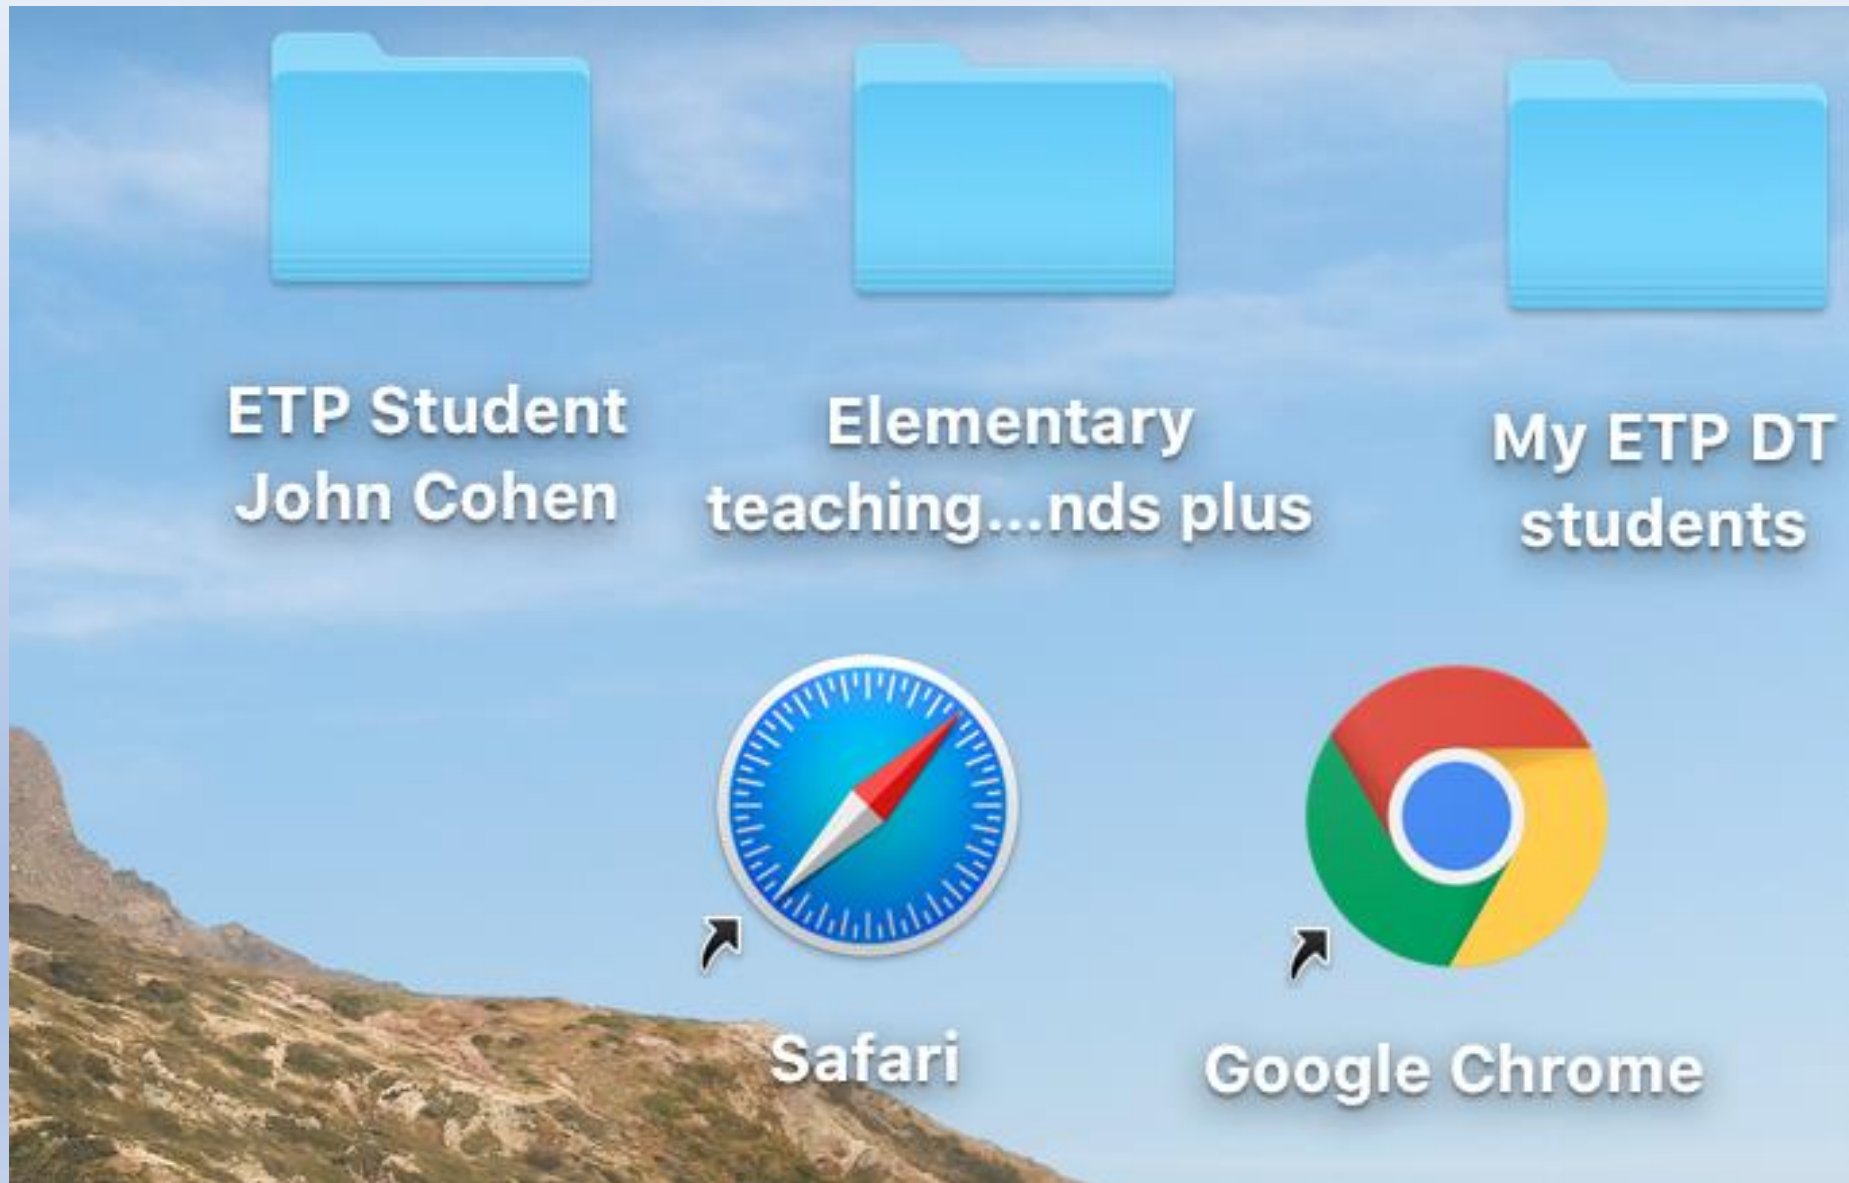 ETP Student
John Cohen
Elementary
teaching...nds plus
My ETP DT
students
Safari
Google Chrome